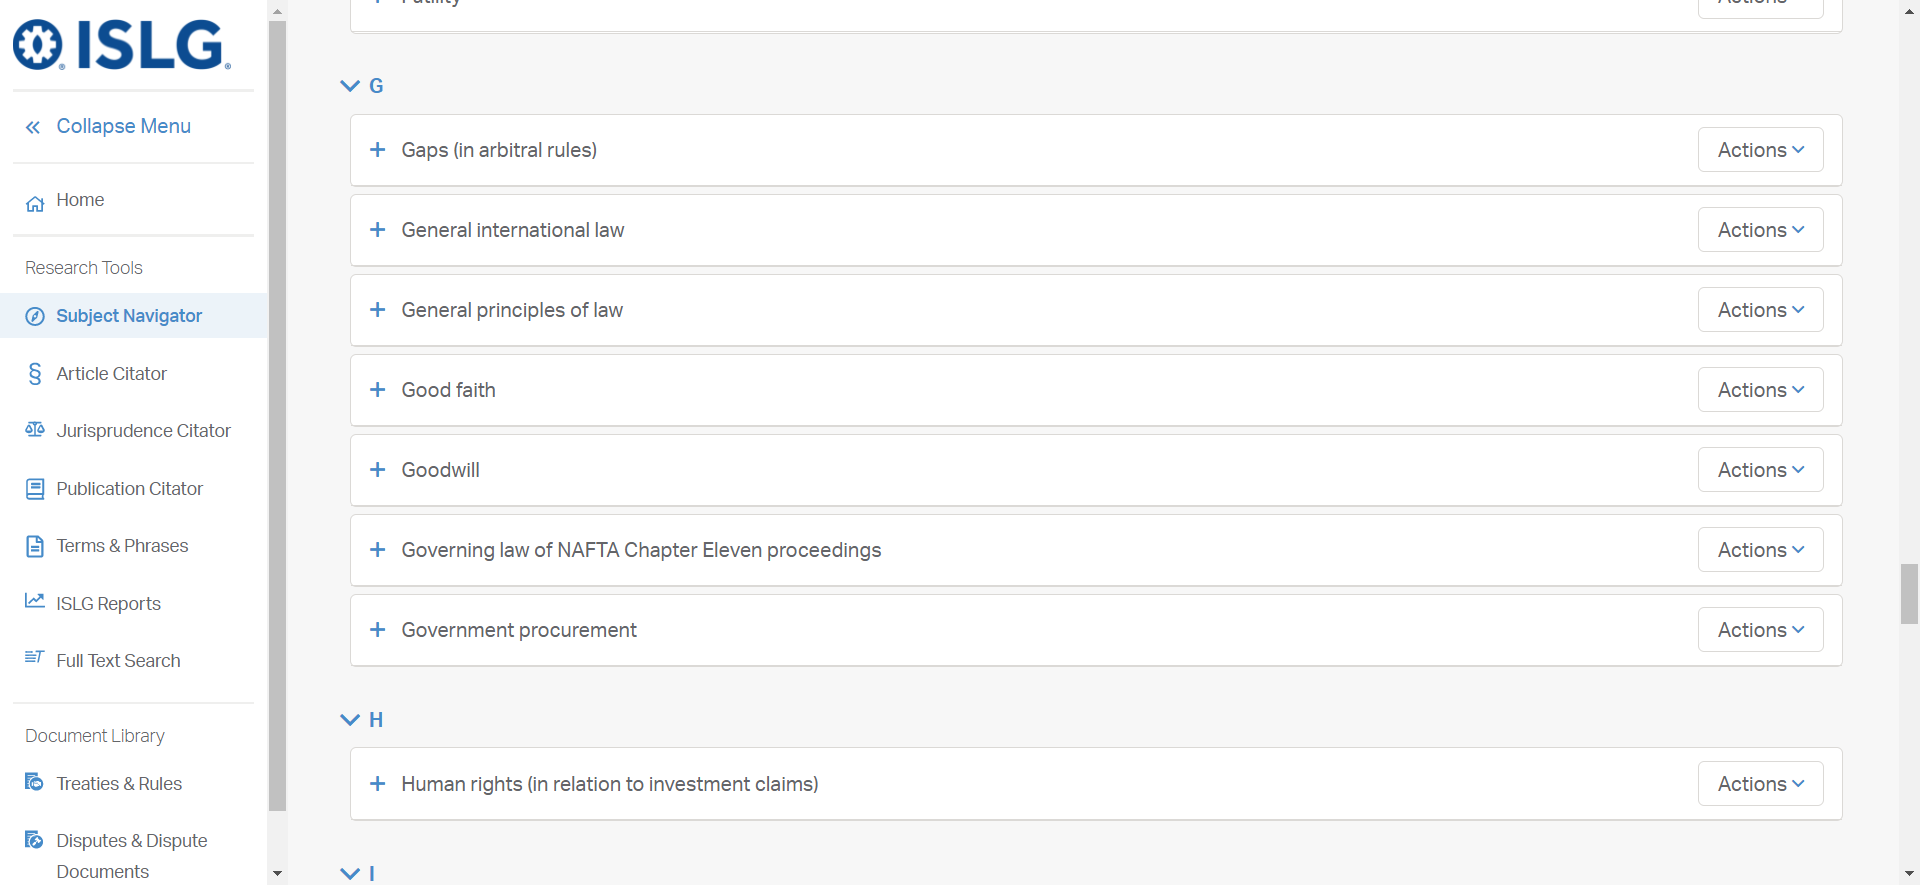 ISLG
Collapse Menu
Home
Research Tools
Subject Navigator
Article Citator
Jurisprudence Citator
Publication Citator
Terms & Phrases
ISLG Reports
Full Text Search
Document Library
Treaties & Rules
Disputes & Dispute
Documents
Futility Actions
G
Gaps (in arbitral rules) Actions
General international law Actions
General principles of law Actions
Good faith Actions
Goodwill Actions
Governing law of NAFTA Chapter Eleven proceedings Actions
Government procurement Actions
H
Human rights (in relation to investment claims) Actions
I